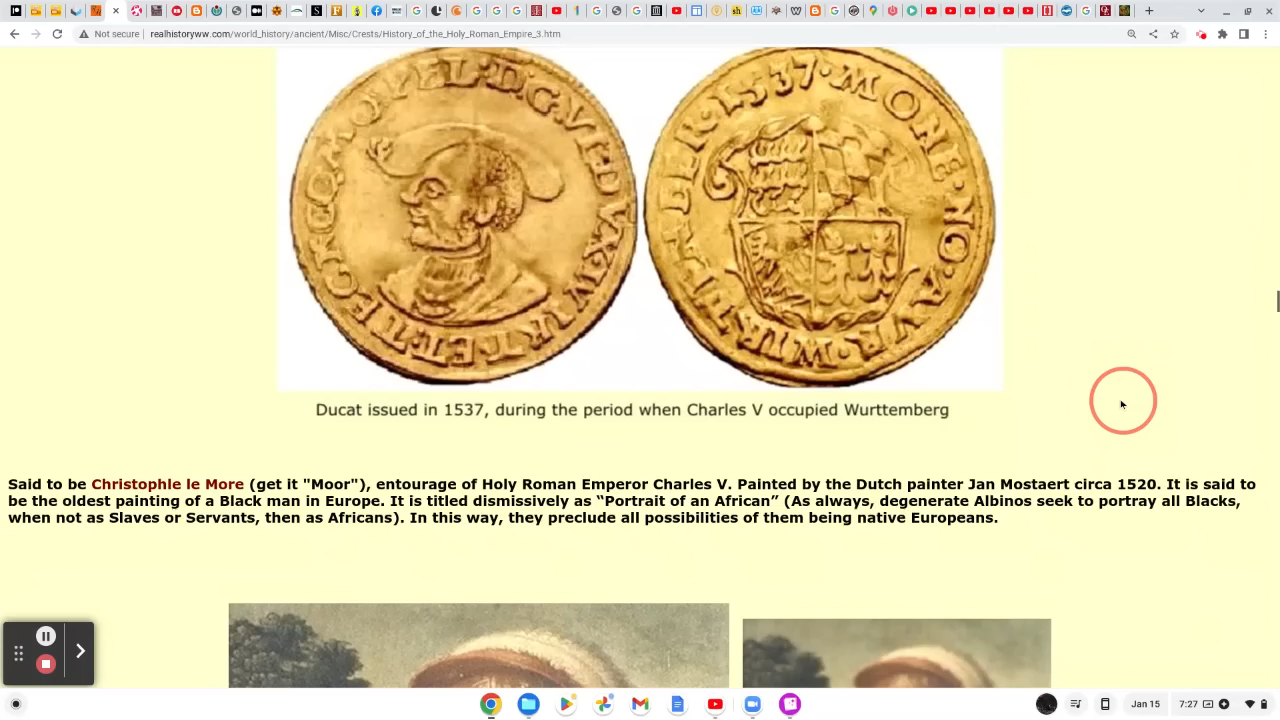 Not secure
realhistoryww.com/world_history/ancient/Misc/Crests/History_of_the_Holy_Roman_Empire_3.htm
1537·MONE·NO·AVR·WIRT
Ducat issued in 1537, during the period when Charles V occupied Wurttemberg
Said to be Christophle le More (get it "Moor"), entourage of Holy Roman Emperor Charles V. Painted by the Dutch painter Jan Mostaert circa 1520. It is said to
be the oldest painting of a Black man in Europe. It is titled dismissively as “Portrait of an African” (As always, degenerate Albinos seek to portray all Blacks,
when not as Slaves or Servants, then as Africans). In this way, they preclude all possibilities of them being native Europeans.
Jan 15
7:27